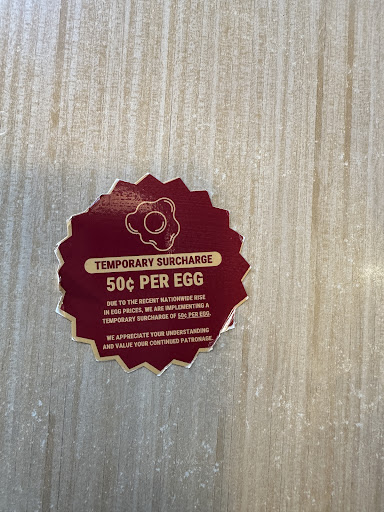 TEMPORARY SURCHARGE
50¢ PER EGG
DUE TO THE RECENT NATIONWIDE RISE
IN EGG PRICES, WE ARE IMPLEMENTING A
TEMPORARY SURCHARGE OF 50¢ PER EGG.
WE APPRECIATE YOUR UNDERSTANDING
AND VALUE YOUR CONTINUED PATRONAGE.